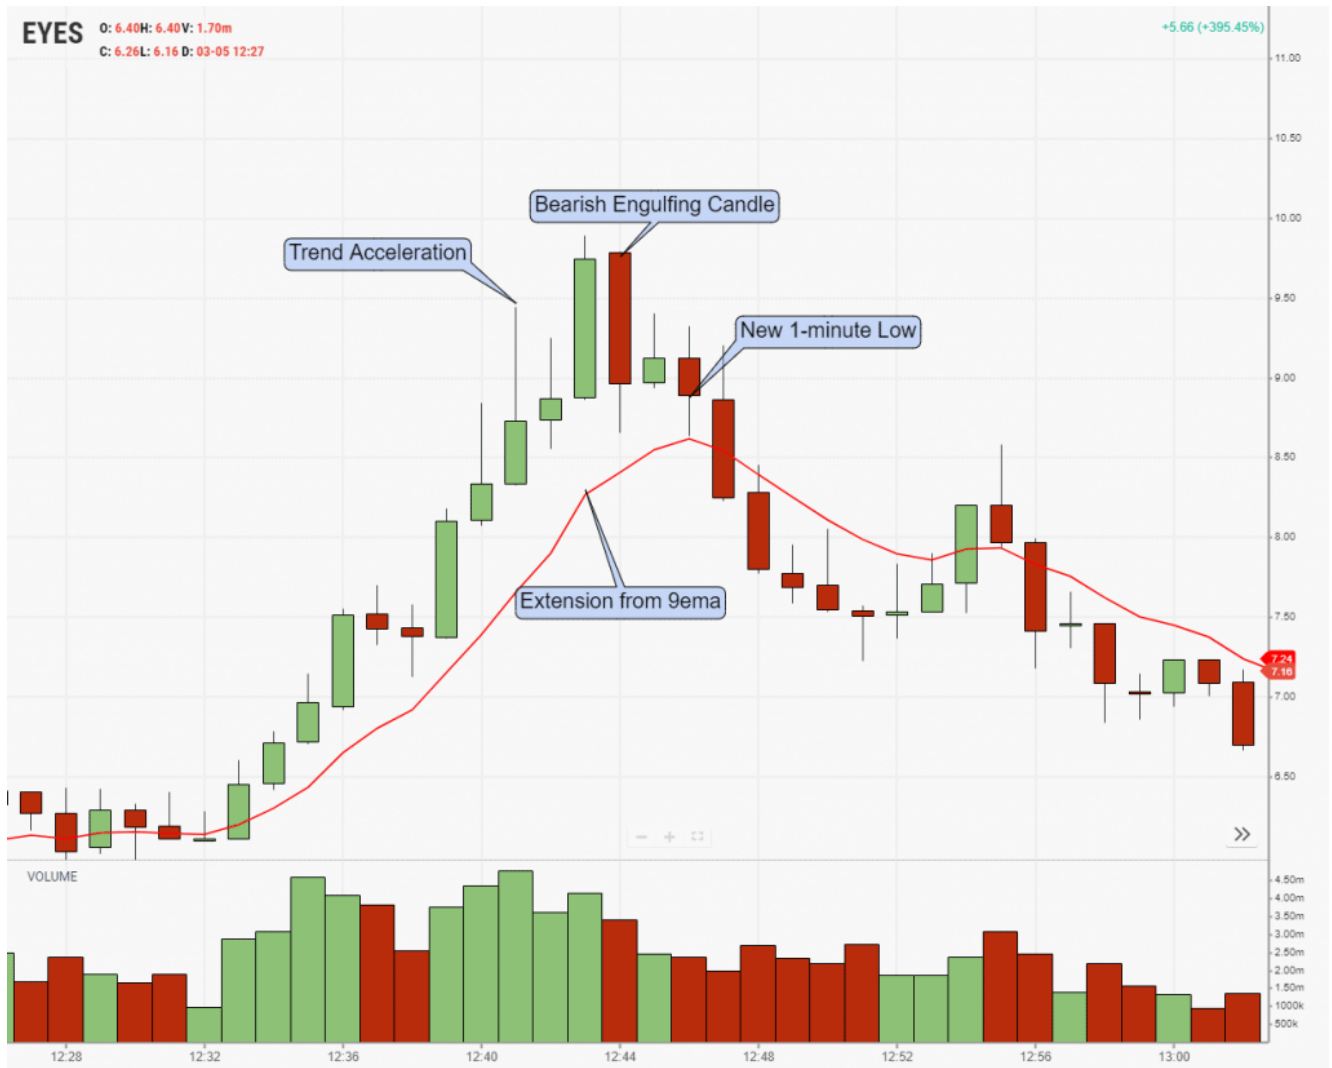 EYES
O: 6.40H: 6.40V: 1.70m
C: 6.26L: 6.16 D: 03-05 12:27
+5.66 (+395.45%)
11.00
10.50
Bearish Engulfing Candle
10.00
Trend Acceleration
9.50
New 1-minute Low
9.00
8.50
8.00
Extension from 9ema
7.50
7.24
7.16
7.00
6.50
VOLUME
4.50m
4.00m
3.50m
3.00m
2.50m
2.00m
1.50m
1000k
500k
12:28 12:32 12:36 12:40 12:44 12:48 12:52 12:56 13:00